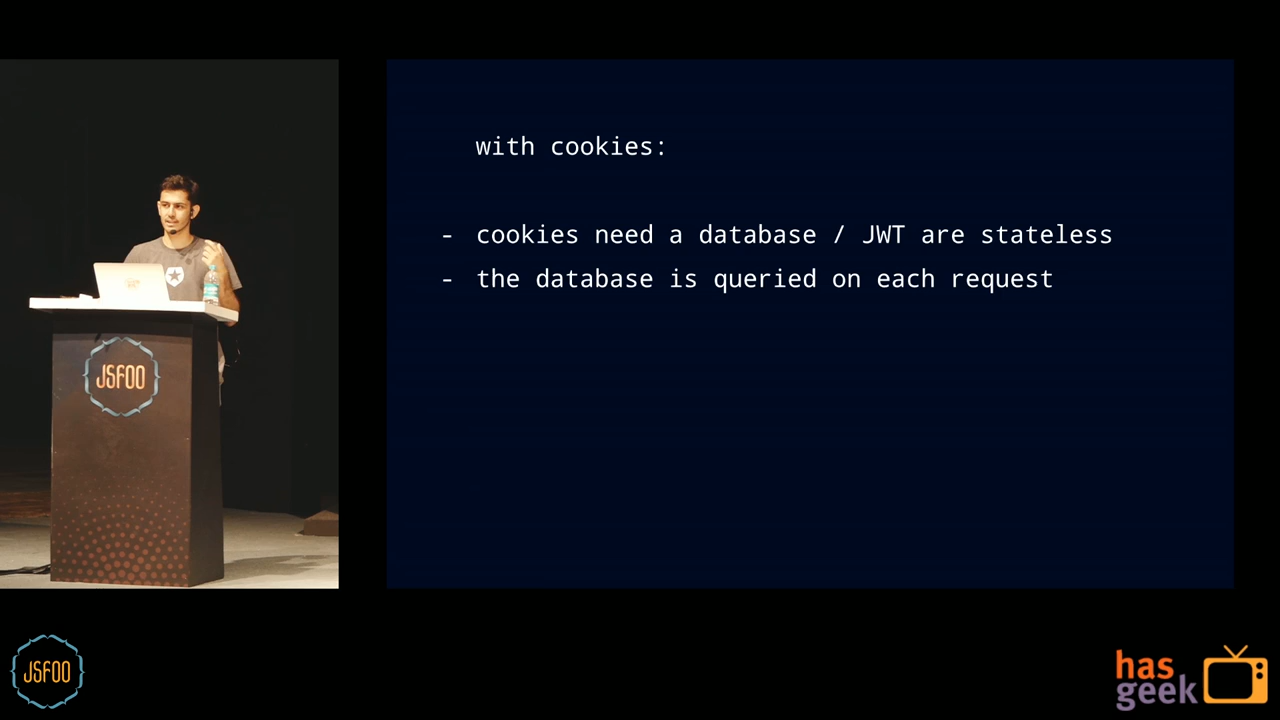 with cookies:
- cookies need a database / JWT are stateless
- the database is queried on each request
JSFOO
JSFOO
has
geek